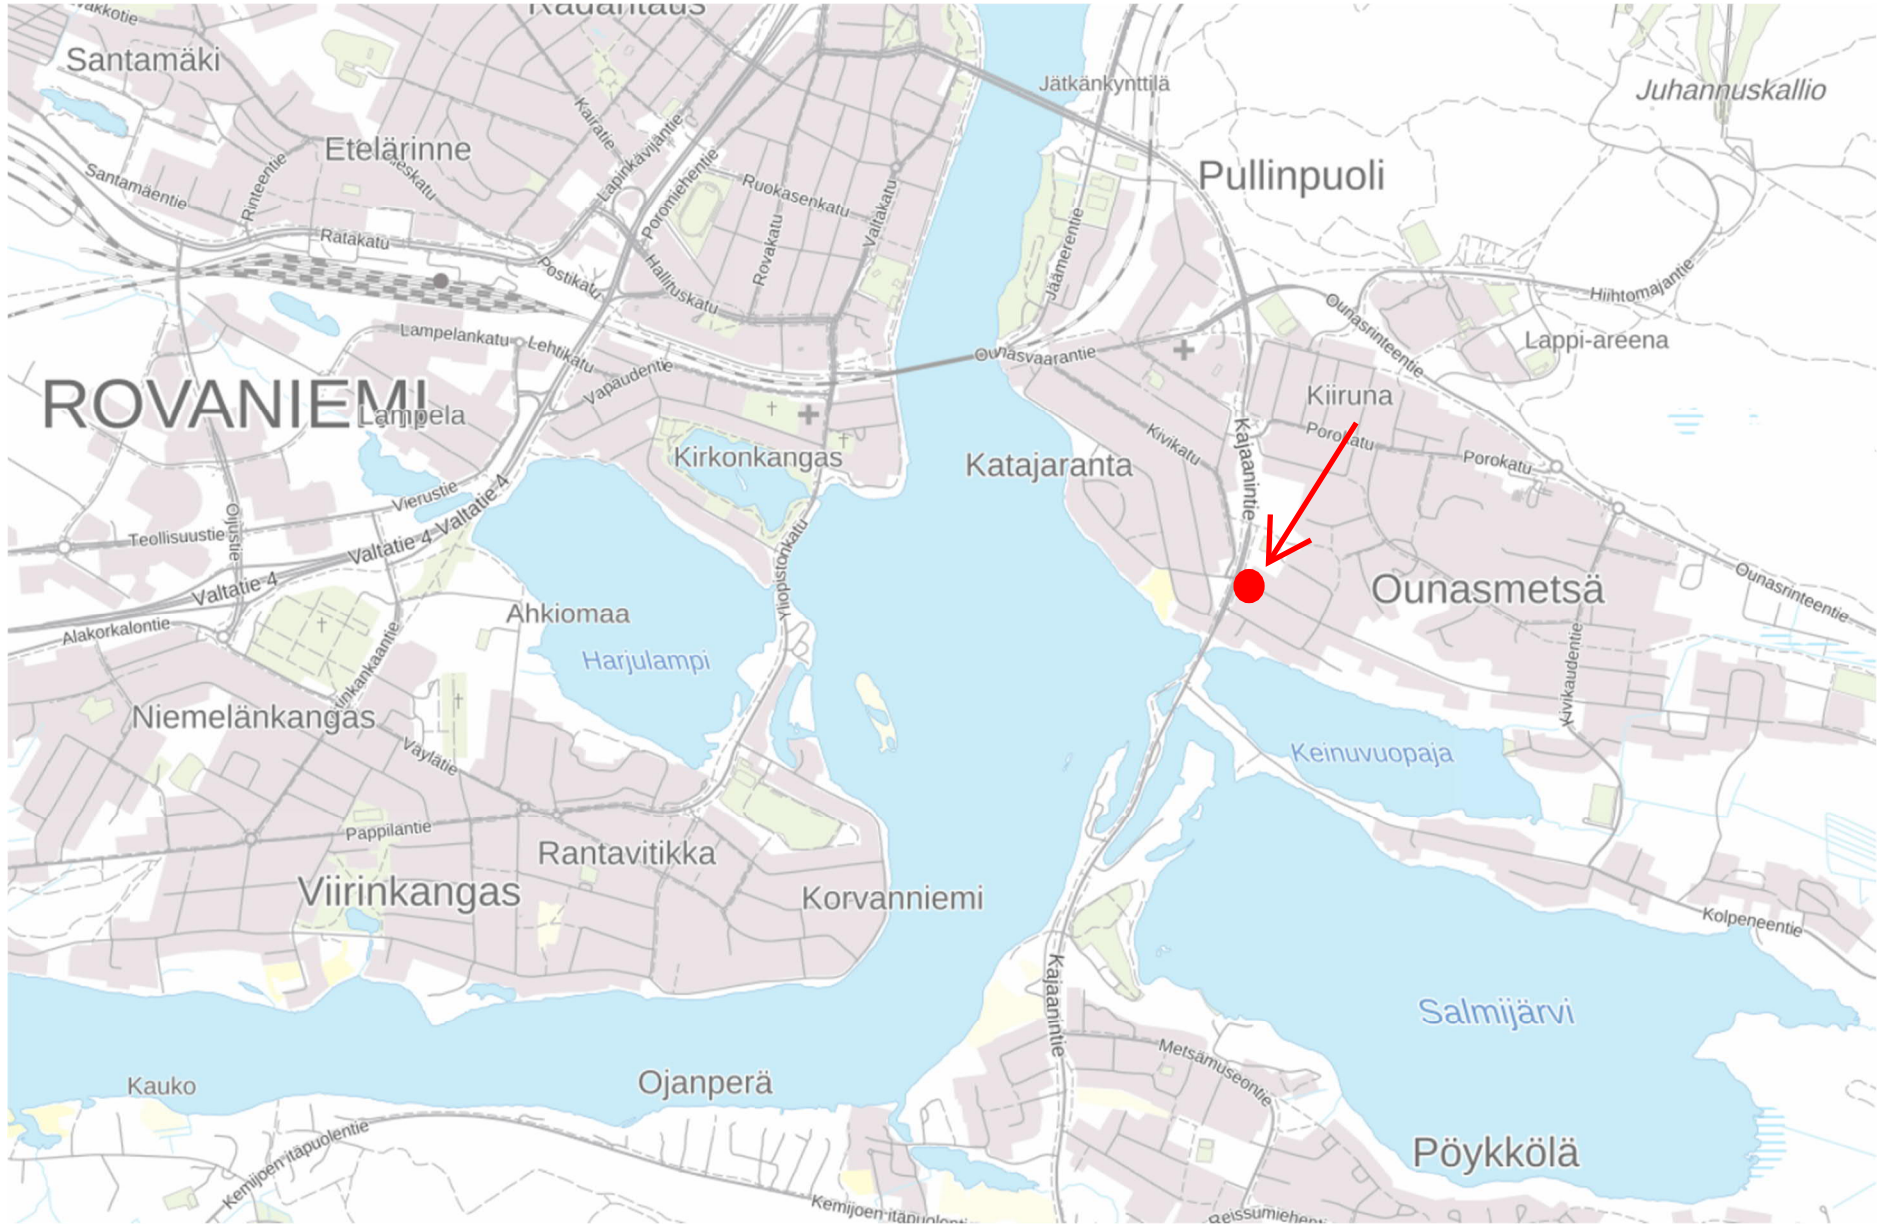 Santamäki
Jätkänkynttilä
Juhannuskallio
Kairatie
Lapinkävijäntie
Etelärinne
Poromiehentie
Pullinpuoli
Santamäentie
Rinteentie
Ruokasenkatu
Valtakatu
Rovakatu
Jäämerentie
Ratakatu
Postikatu
Hallituskatu
Hiihtomajantie
Ounasrinteentie
Lampelankatu
Lehtikatu
Vapaudentie
Ounasvaarantie
Lappi-areena
ROVANIEMI
Lampela
Kiiruna
Kirkonkangas
Katajaranta
Kivikatu
Kajaanintie
Porokatu
Porokatu
Vierustie
Valtatie 4
Oijustie
Teollisuustie
Valtatie 4
Valtatie 4
Yliopistonkatu
Ounasmetsä
Ounasrinteentie
Alakorkalontie
Ahkiomaa
Harjulampi
Kivikaudentie
Niemelänkangas
Väylätie
Keinuvuopaja
Pappilantie
Rantavitikka
Viirinkangas
Korvanniemi
Kolpeneentie
Kajaanintie
Salmijärvi
Metsämuseontie
Kauko
Ojanperä
Kemijoen itäpuolentie
Pöykkölä